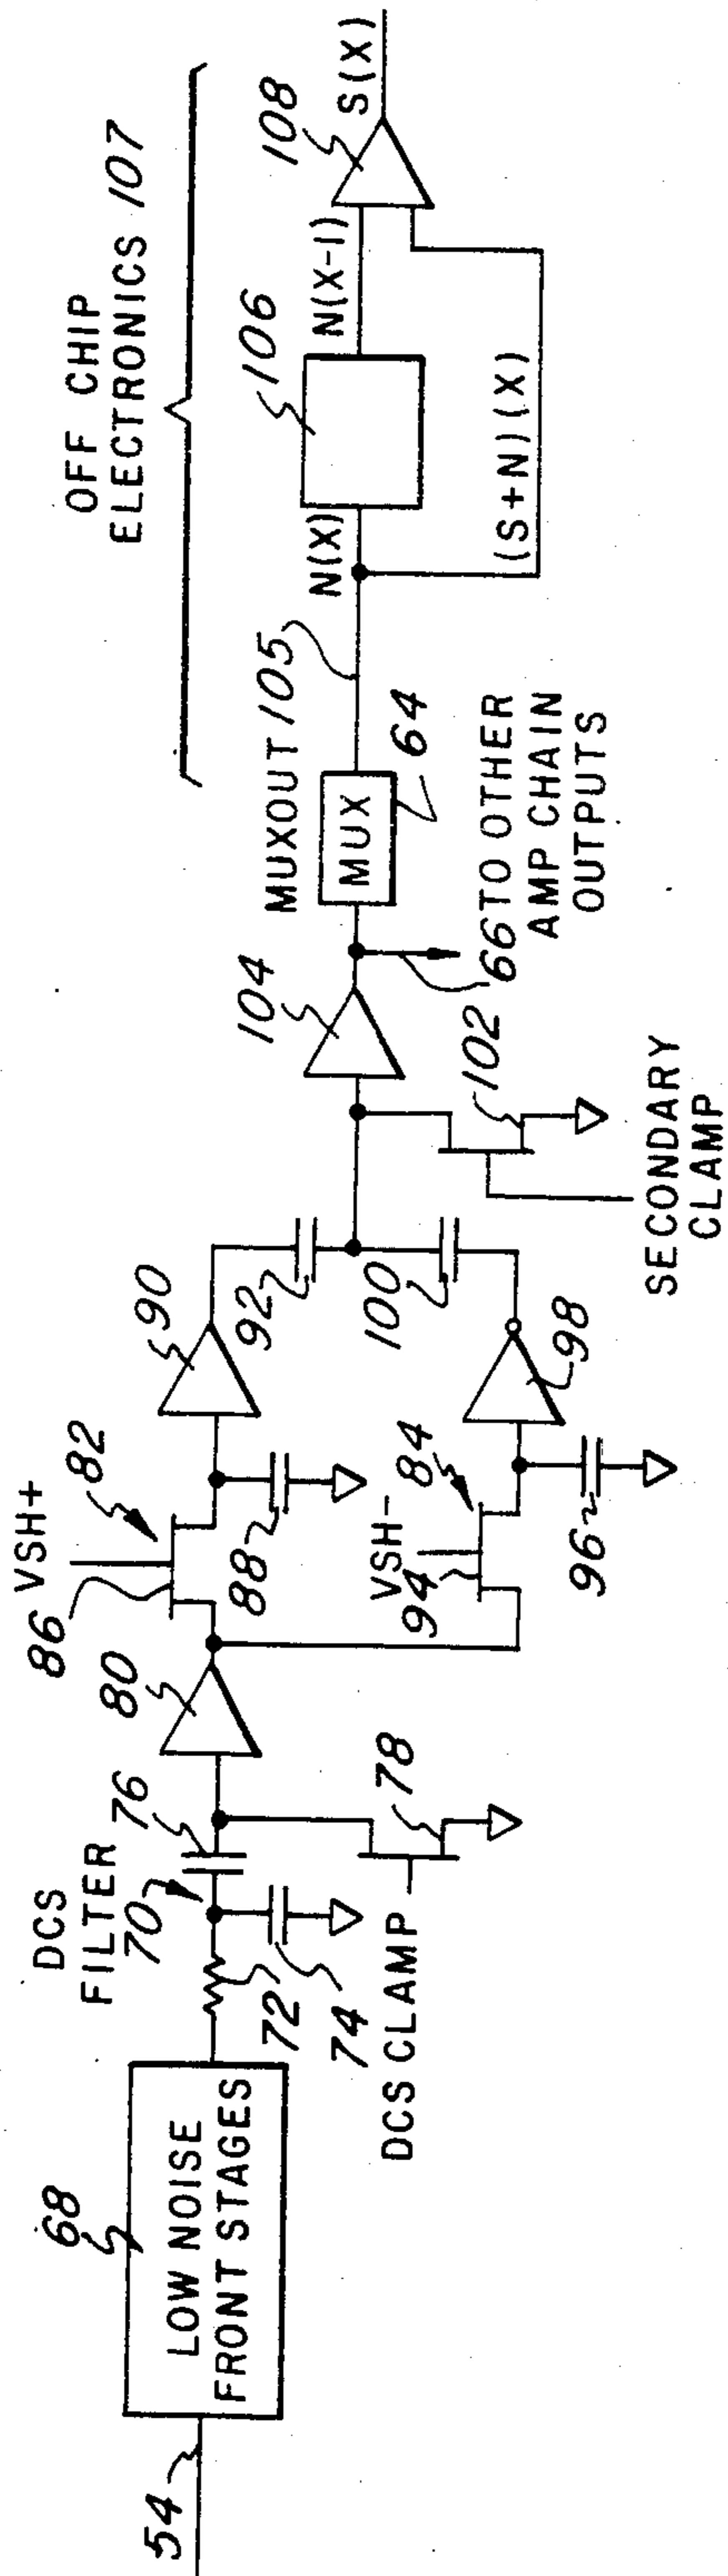 54
68
LOW NOISE
FRONT STAGES
DCS
FILTER
70
72
74
76
DCS CLAMP
78
80
86
VSH+
82
88
90
92
VSH-
94
84
96
98
100
SECONDARY
CLAMP
102
104
66 TO OTHER
AMP CHAIN
OUTPUTS
MUX
64
MUXOUT 105
OFF CHIP
ELECTRONICS 107
N(X)
106
N(X-1)
(S+N)(X)
108
S(X)